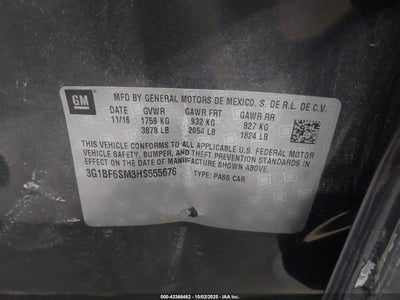 GM
MFD BY GENERAL MOTORS DE MEXICO, S. DE R.L. DE C.V.
DATE GVWR GAWR FRT GAWR RR
11/16 1759 KG 932 KG 827 KG
3878 LB 2054 LB 1824 LB
THIS VEHICLE CONFORMS TO ALL APPLICABLE U.S. FEDERAL MOTOR
VEHICLE SAFETY, BUMPER, AND THEFT PREVENTION STANDARDS IN
EFFECT ON THE DATE OF MANUFACTURE SHOWN ABOVE.
3G1BF6SM3HS555676 TYPE: PASS CAR
000-43366462 - 10/02/2025 - USA